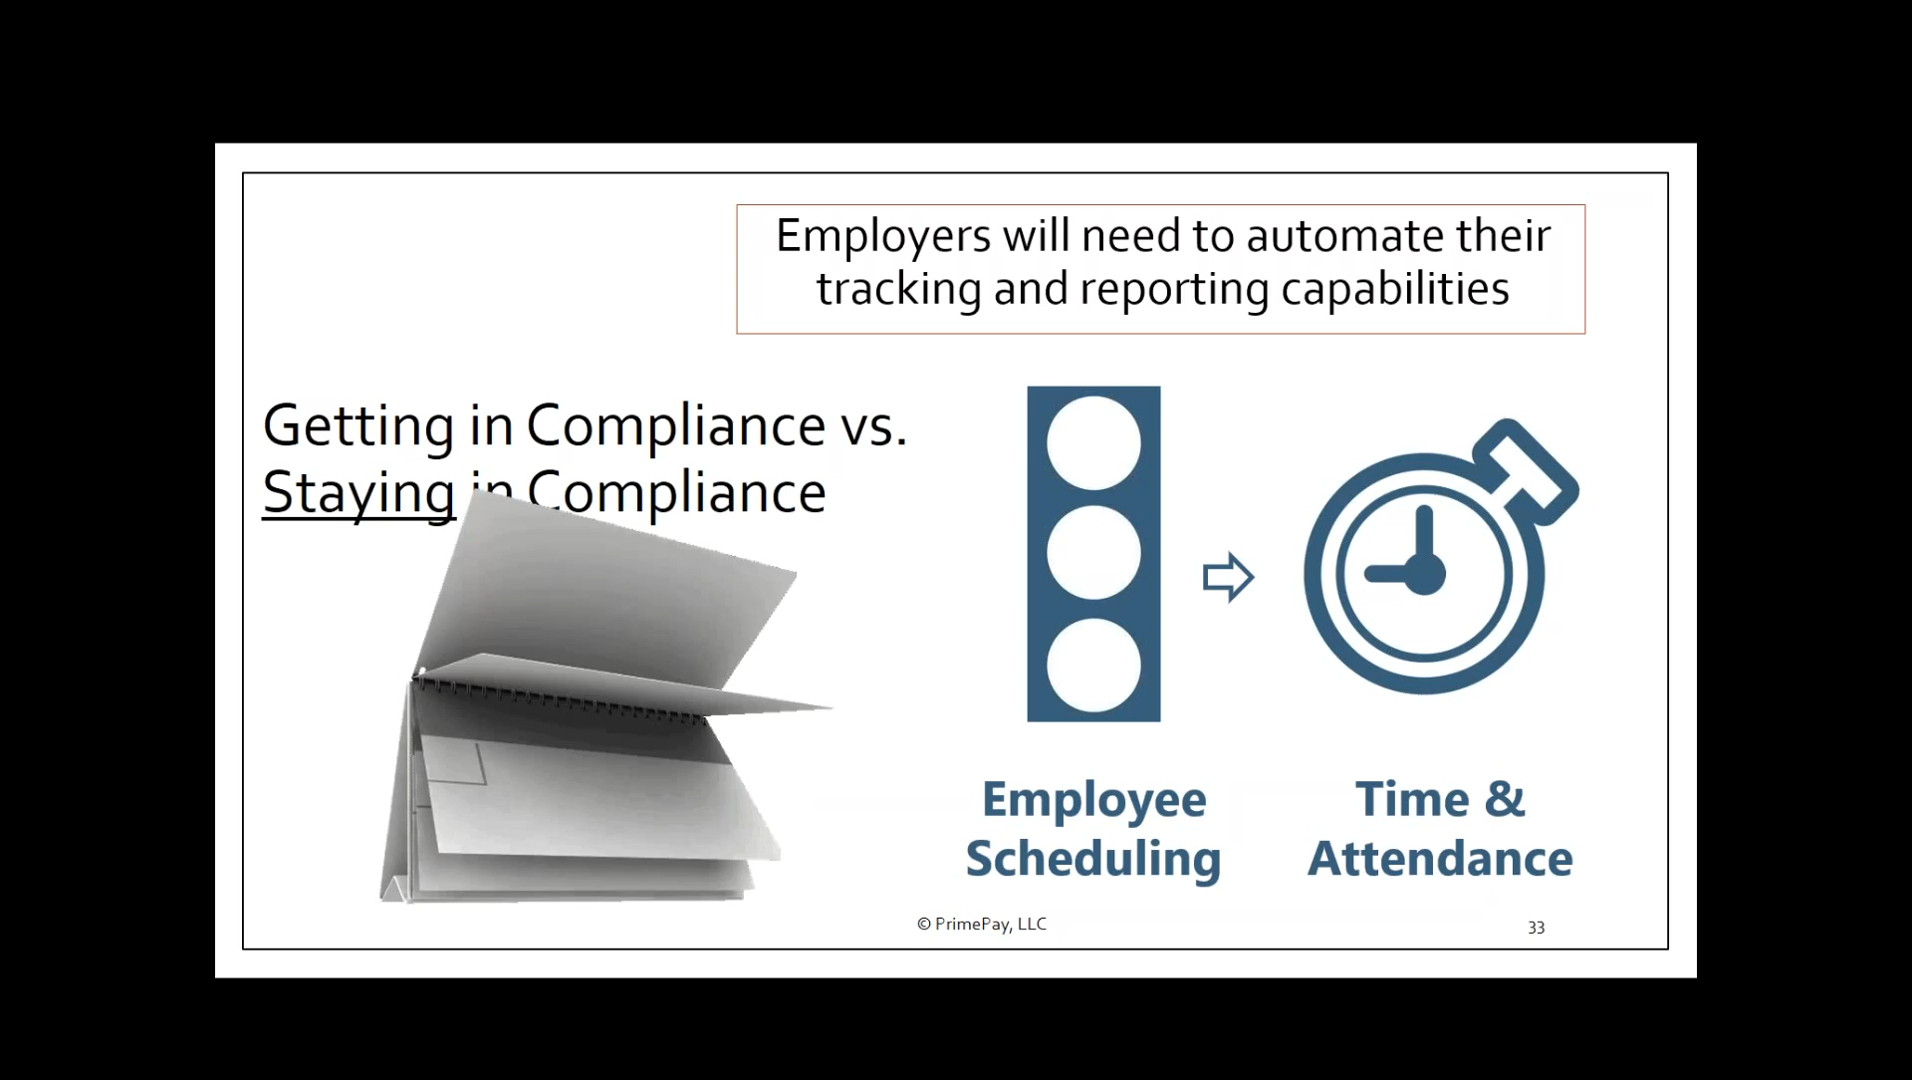 Employers will need to automate their
tracking and reporting capabilities
Getting in Compliance vs.
Staying in Compliance
Employee
Scheduling
Time &
Attendance
© PrimePay, LLC
33